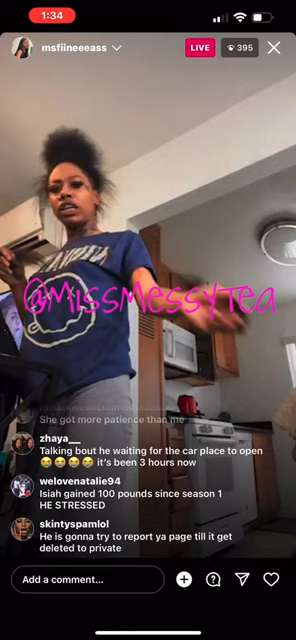 1:34
msfiineeeass
LIVE
395
@MissMessyTea
She got more patience than me
zhaya__
Talking bout he waiting for the car place to open
😭😭😭😭 it's been 3 hours now
welovenatalie94
Isiah gained 100 pounds since season 1
HE STRESSED
skintyspamlol
He is gonna try to report ya page till it get
deleted to private
Add a comment...